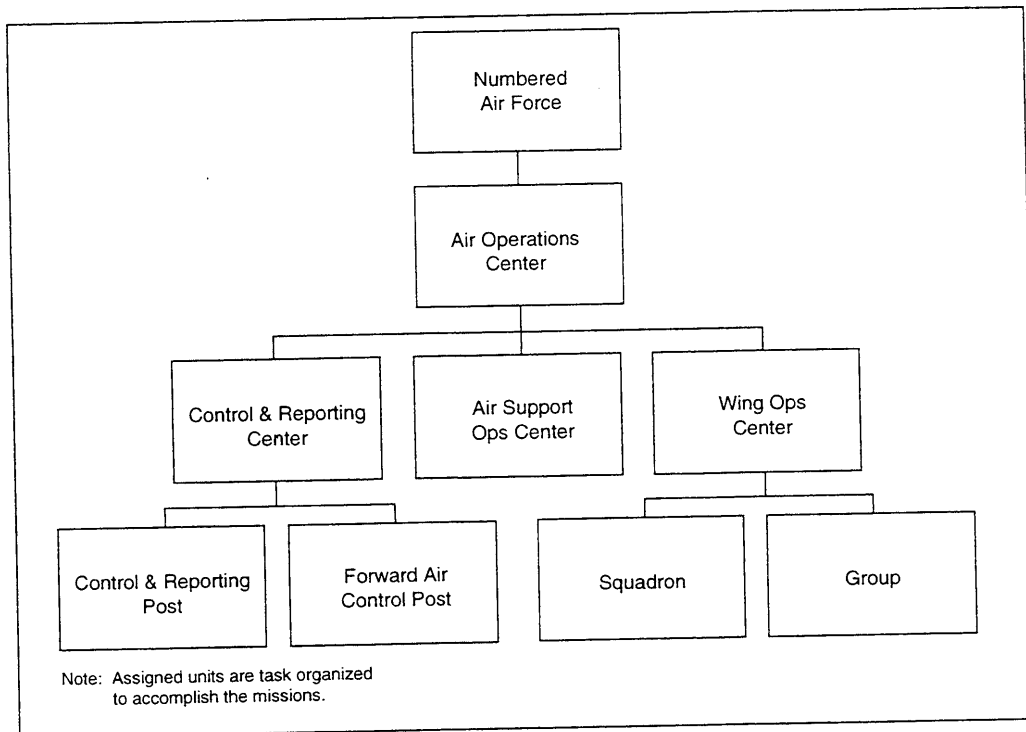 Numbered
Air Force
Air Operations
Center
Control & Reporting
Center
Air Support
Ops Center
Wing Ops
Center
Control & Reporting
Post
Forward Air
Control Post
Squadron
Group
Note: Assigned units are task organized
to accomplish the missions.